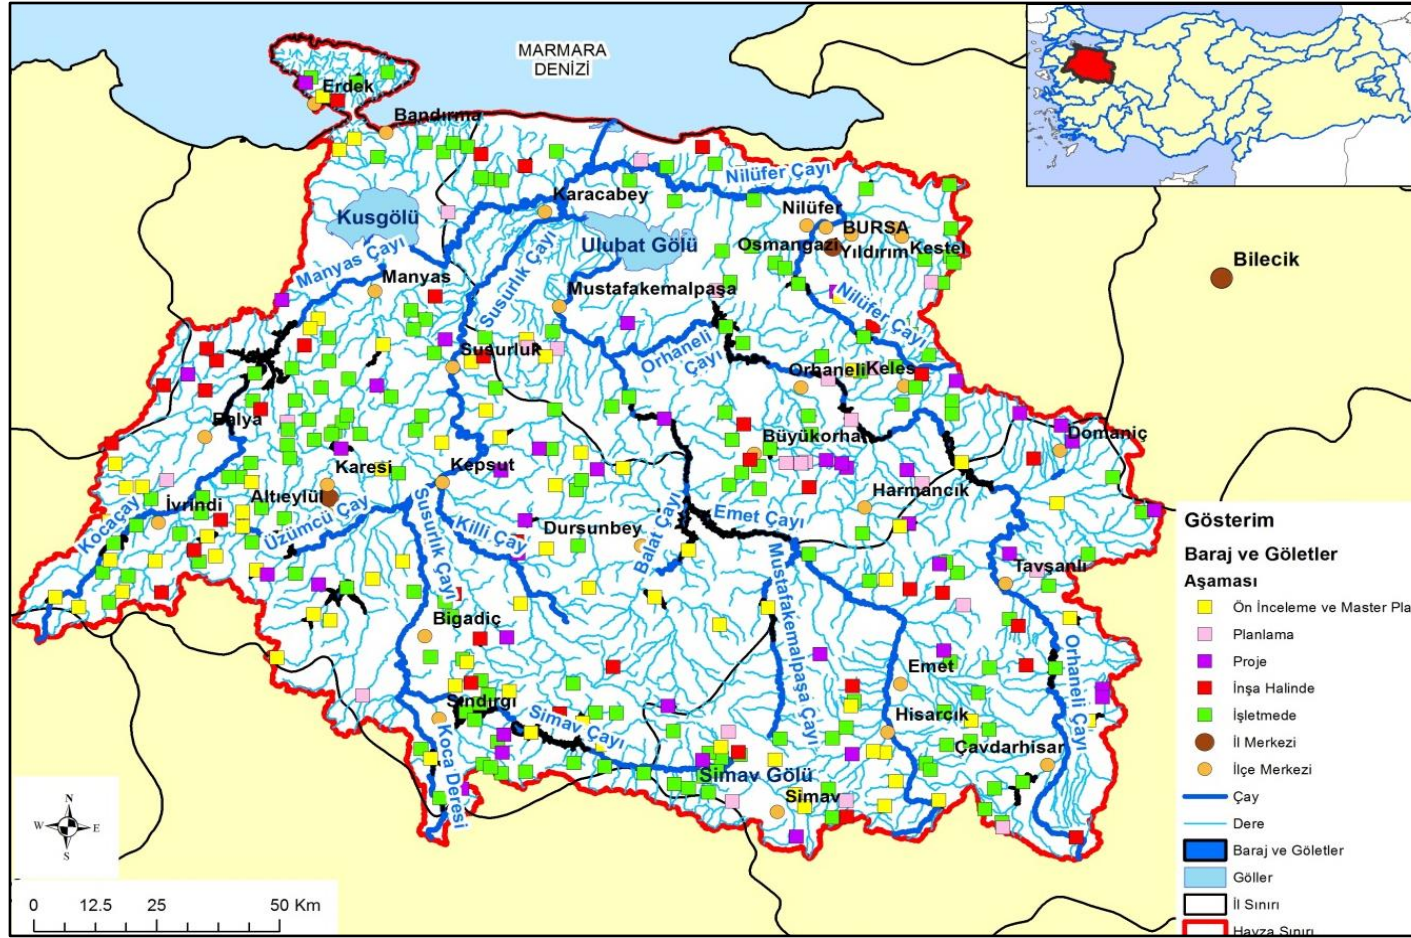 MARMARA
DENİZİ
Erdek
Bandırma
Kusgölü
Karacabey
Nilüfer Çayı
Nilüfer
BURSA
Osmangazi
Yıldırım
Kestel
Ulubat Gölü
Bilecik
Manyas Çayı
Manyas
Susurlık Çayı
Mustafakemalpaşa
Nilüfer Çayı
Susurluk
Orhaneli
Çayı
Orhaneli
Keles
Balya
Büyükorha
Domaniç
Karesi
Kepsut
Altıeylül
Harmancık
İvrindi
Kocaçay
Üzümcü Çay
Susurlık Çayı
Killi Çay
Dursunbey
Balat Çayı
Emet Çayı
Mustafakemalpaşa Çayı
Tavşanlı
Bigadiç
Emet
Orhaneli Çayı
Sındırgı
Simav Çayı
Hisarcık
Koca Deresi
Çavdarhisar
Simav Gölü
Simav
Gösterim
Baraj ve Göletler
Aşaması
Ön İnceleme ve Master Pla
Planlama
Proje
İnşa Halinde
İşletmede
İl Merkezi
İlçe Merkezi
Çay
Dere
Baraj ve Göletler
Göller
İl Sınırı
Havza Sınırı
N
W E
S
0 12.5 25 50 Km